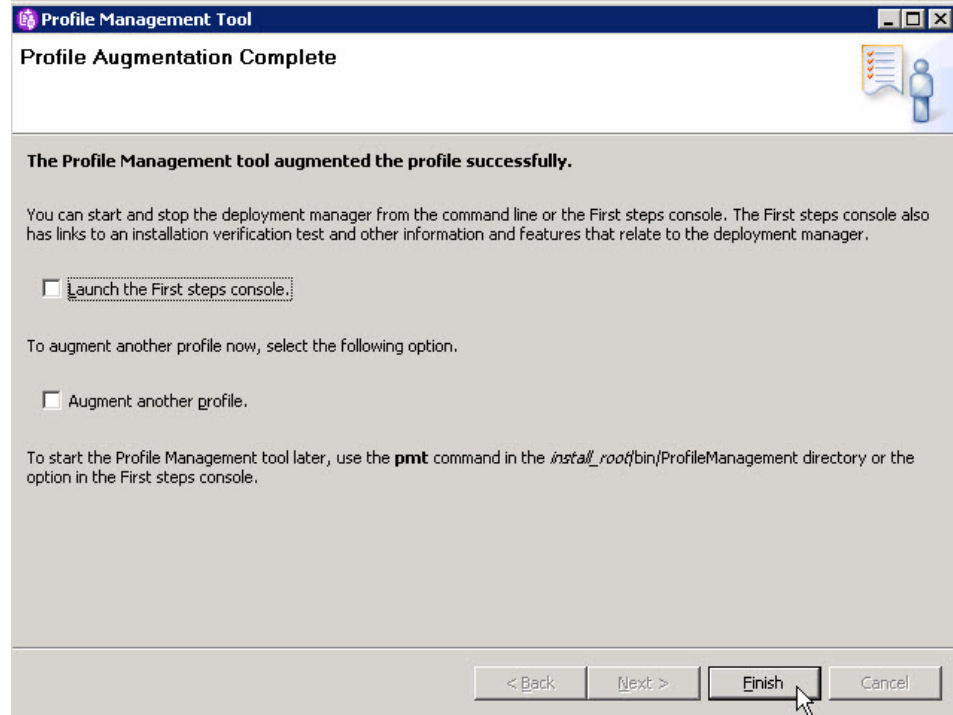 Profile Management Tool
Profile Augmentation Complete
The Profile Management tool augmented the profile successfully.
You can start and stop the deployment manager from the command line or the First steps console. The First steps console also
has links to an installation verification test and other information and features that relate to the deployment manager.
Launch the First steps console.
To augment another profile now, select the following option.
Augment another profile.
To start the Profile Management tool later, use the pmt command in the install_root/bin/ProfileManagement directory or the
option in the First steps console.
< Back Next > Finish Cancel